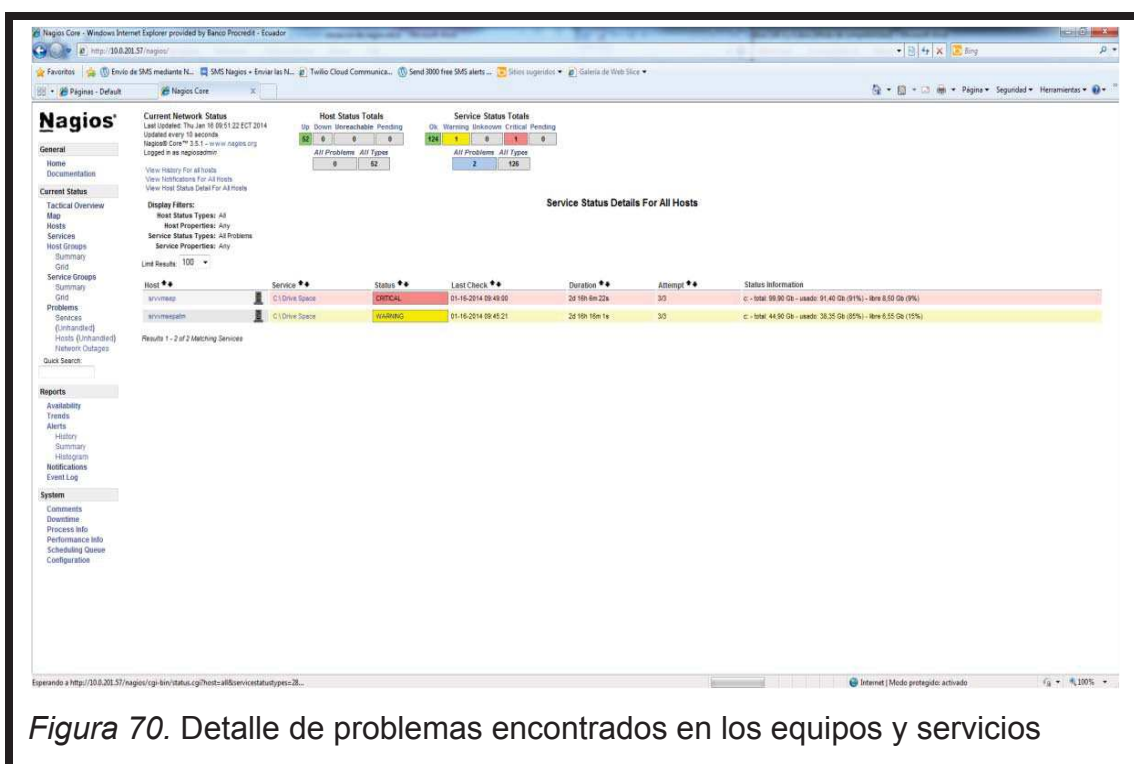 Nagios Core - Windows Internet Explorer provided by Banco Procredit - Ecuador
http://10.0.201.57/nagios/
Bing
Favoritos Envío de SMS mediante N... SMS Nagios + Enviar las N... Twilio Cloud Communica... Send 3000 free SMS alerts ... Sitios sugeridos Galería de Web Slice
Páginas - Default Nagios Core X Página Seguridad Herramientas
Nagios®
General
Home
Documentation
Current Status
Tactical Overview
Map
Hosts
Services
Host Groups
Summary
Grid
Service Groups
Summary
Grid
Problems
Services
(Unhandled)
Hosts (Unhandled)
Network Outages
Quick Search:
Reports
Availability
Trends
Alerts
History
Summary
Histogram
Notifications
Event Log
System
Comments
Downtime
Process Info
Performance Info
Scheduling Queue
Configuration
Current Network Status
Last Updated: Thu Jan 16 09:51:22 ECT 2014
Updated every 10 seconds
Nagios® Core™ 3.5.1 - www.nagios.org
Logged in as nagiosadmin
View History For all hosts
View Notifications For All Hosts
View Host Status Detail For All Hosts
Host Status Totals
Up Down Unreachable Pending
52 0 0 0
All Problems All Types
0 52
Service Status Totals
Ok Warning Unknown Critical Pending
124 1 0 1 0
All Problems All Types
2 126
Display Filters:
Host Status Types: All
Host Properties: Any
Service Status Types: All Problems
Service Properties: Any
Service Status Details For All Hosts
Limit Results: 100
Host Service Status Last Check Duration Attempt Status Information
C:\ Drive Space CRITICAL 01-16-2014 09:49:00 2d 16h 6m 22s 3/3 c: - total: 99,90 Gb - usado: 91,40 Gb (91%) - libre 8,50 Gb (9%)
C:\ Drive Space WARNING 01-16-2014 09:45:21 2d 16h 16m 1s 3/3 c: - total: 44,90 Gb - usado: 38,35 Gb (85%) - libre 6,55 Gb (15%)
Results 1 - 2 of 2 Matching Services
Esperando a http://10.0.201.57/nagios/cgi-bin/status.cgi?host=all&servicestatustypes=28... Internet | Modo protegido: activado 100%
Figura 70. Detalle de problemas encontrados en los equipos y servicios